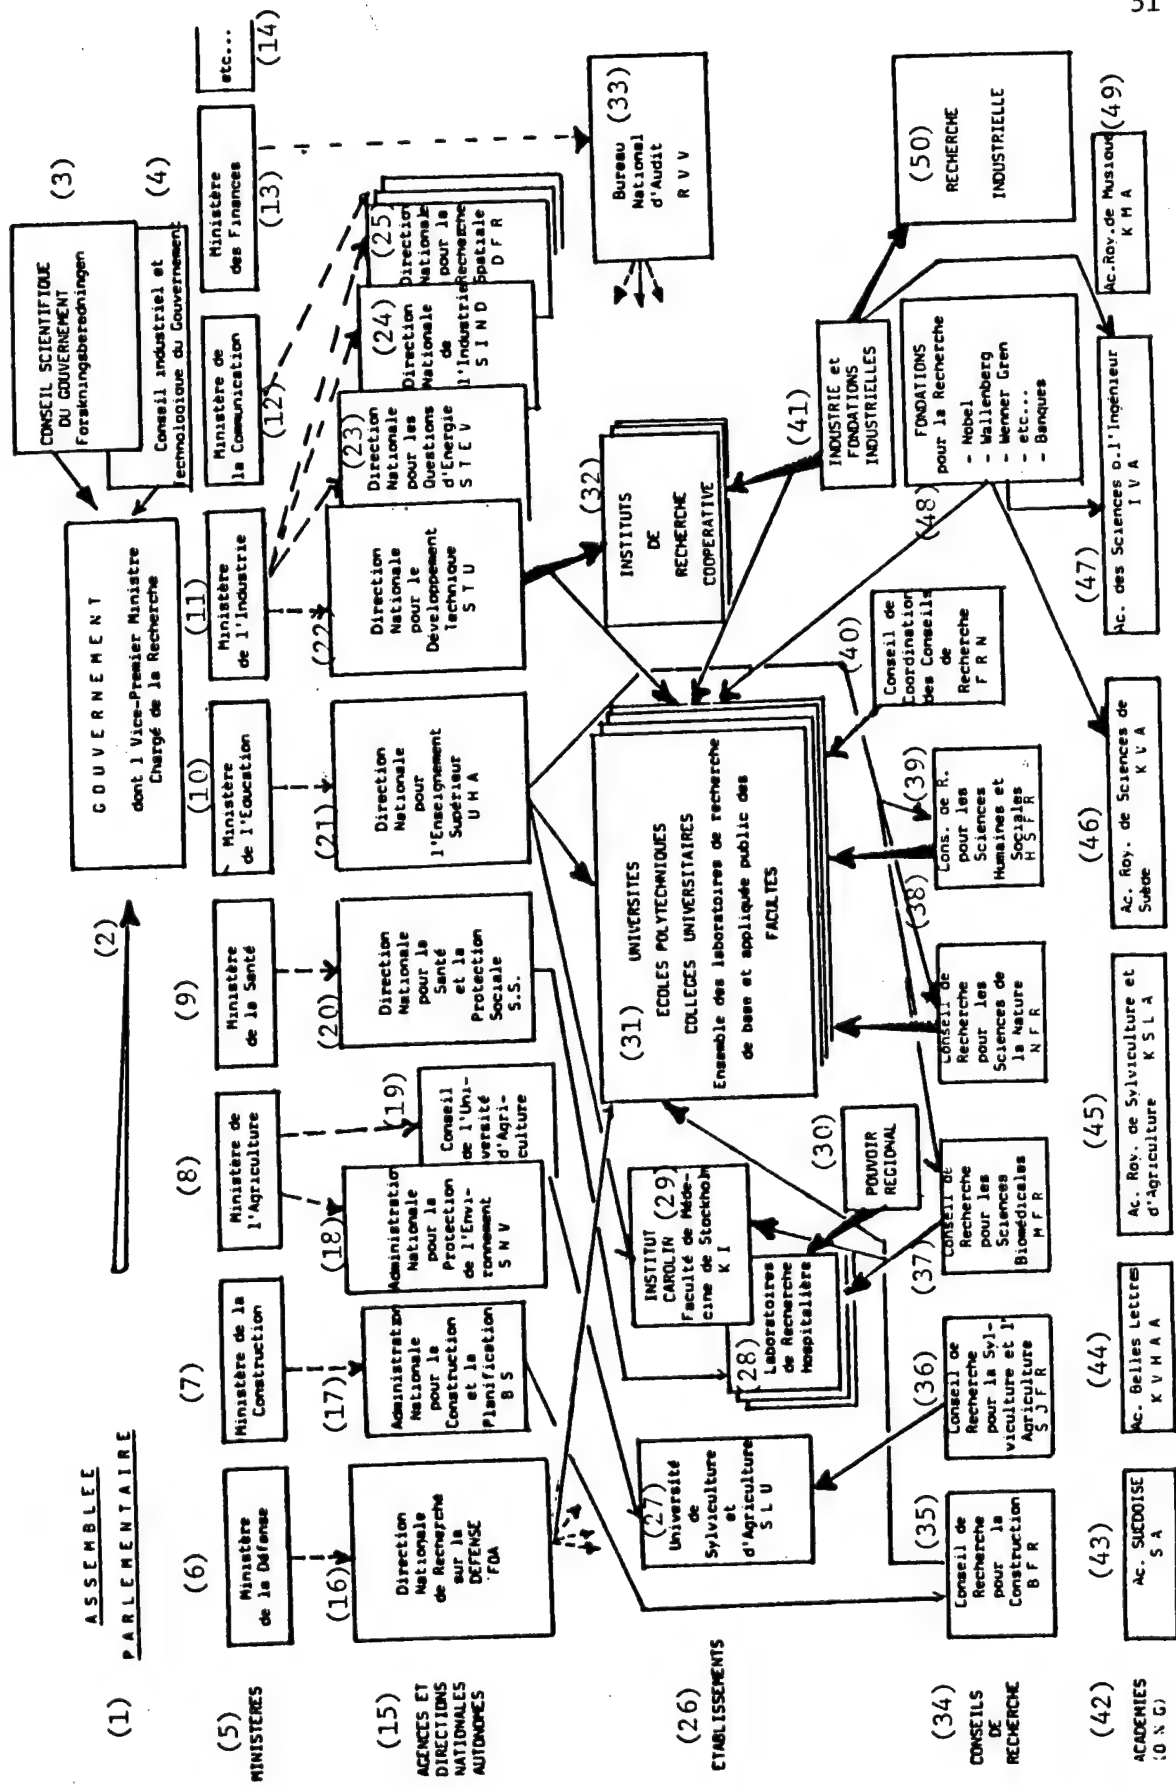 51
(1)
ASSEMBLEE
PARLEMENTAIRE
(2)
GOUVERNEMENT
dont 1 Vice-Premier Ministre
Chargé de la Recherche
(3)
CONSEIL SCIENTIFIQUE
DU GOUVERNEMENT
Forskningsberedningen
(4)
Conseil industriel et
Technologique du Gouvernement
(5)
MINISTERES
(6)
Ministère
de la Défense
(7)
Ministère de la
Construction
(8)
Ministère de
l'Agriculture
(9)
Ministère
de la Santé
(10)
Ministère
de l'Education
(11)
Ministère
de l'Industrie
(12)
Ministère de
la Communication
(13)
Ministère
des Finances
(14)
etc...
(15)
AGENCES ET
DIRECTIONS
NATIONALES
AUTONOMES
(16)
Direction
Nationale
de Recherche
sur la
DEFENSE
FOA
(17)
Administration
Nationale
pour la
Construction
et la
Planification
B S
(18)
Administration
Nationale
pour la
Protection
de l'Envi-
ronnement
S N V
(19)
Conseil
de l'Uni-
versité
d'Agri-
culture
(20)
Direction
Nationale
pour la
Santé
et la
Protection
Sociale
S.S.
(21)
Direction
Nationale
pour
l'Enseignement
Supérieur
U H A
(22)
Direction
Nationale
pour le
Développement
Technique
S T U
(23)
Direction
Nationale
pour les
Questions
d'Energie
S T E V
(24)
Direction
Nationale
de
l'Industrie
S I N D
(25)
Direction
Nationale
pour la
Recherche
Spatiale
D F R
(26)
ETABLISSEMENTS
(27)
Université
de
Sylviculture
et
d'Agriculture
S L U
(28)
Laboratoires
de Recherche
Hospitalière
(29)
INSTITUT
CAROLIN
Faculté de Méde-
cine de Stockholm
K I
(30)
POUVOIR
REGIONAL
(31)
UNIVERSITES
ECOLES POLYTECHNIQUES
COLLEGES UNIVERSITAIRES
Ensemble des laboratoires de recherche
de base et appliquée public des
FACULTES
(32)
INSTITUTS
DE
RECHERCHE
COOPERATIVE
(33)
Bureau
National
d'Audit
R V V
(34)
CONSEILS
DE
RECHERCHE
(35)
Conseil de
Recherche
pour la
Construction
B F R
(36)
Conseil de
Recherche
pour la Syl-
viculture et l'
Agriculture
S J F R
(37)
Conseil de
Recherche
pour les
Sciences
Biomédicales
M F R
(38)
Conseil de
Recherche
pour les
Sciences de
la Nature
N F R
(39)
Cons. de R.
pour les
Sciences
Humaines et
Sociales
H S F R
(40)
Conseil de
Coordination
des Conseils
de
Recherche
F R N
(41)
INDUSTRIE et
FONDATIONS
INDUSTRIELLES
(42)
ACADEMIES
(43)
Ac. SUEDOISE
S A
(44)
Ac. Belles Lettres
K V H A A
(45)
Ac. Roy. de Sylviculture et
d'Agriculture K S L A
(46)
Ac. Roy. de Sciences de
Suède K V A
(47)
Ac. des Sciences d.l'Ingénieur
I V A
(48)
FONDATIONS
pour la Recherche
- Nobel
- Wallenberg
- Wenner Gren
- etc...
- Banques
(49)
Ac.Roy.de Musique
K M A
(50)
RECHERCHE
INDUSTRIELLE